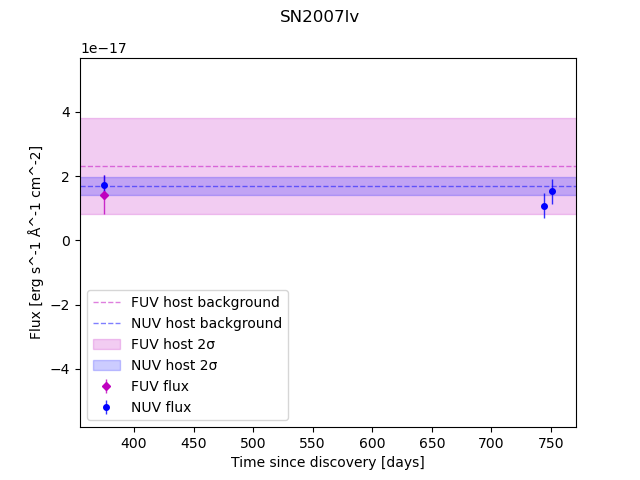 SN2007lv
1e−17
Flux [erg s^-1 Å^-1 cm^-2]
4
2
0
−2
−4
FUV host background
NUV host background
FUV host 2σ
NUV host 2σ
FUV flux
NUV flux
400 450 500 550 600 650 700 750
Time since discovery [days]